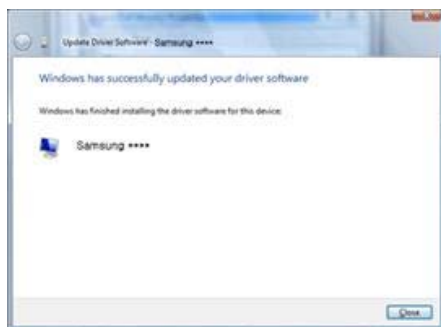 Update Driver Software - Samsung ****
Windows has successfully updated your driver software
Windows has finished installing the driver software for this device:
Samsung ****
Close